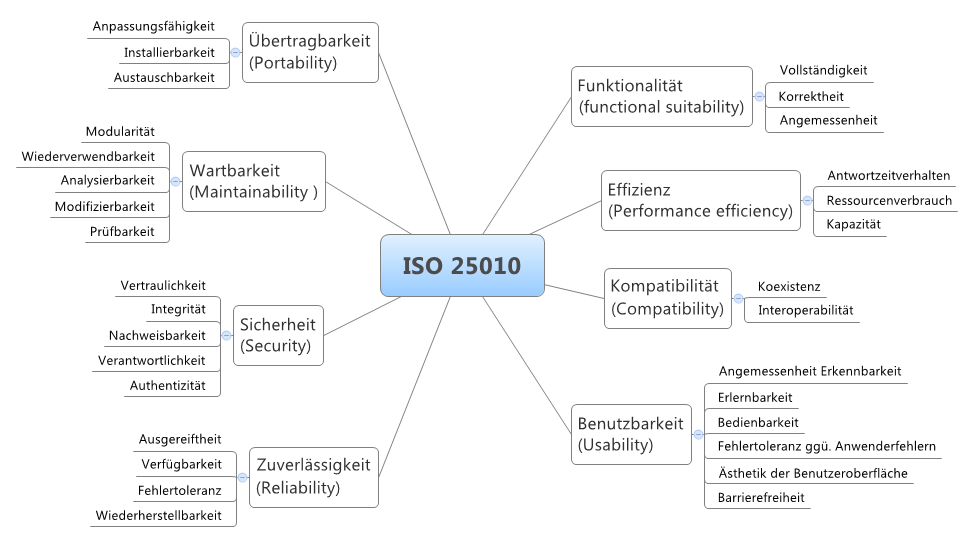 ISO 25010
Übertragbarkeit
(Portability)
Anpassungsfähigkeit
Installierbarkeit
Austauschbarkeit
Wartbarkeit
(Maintainability )
Modularität
Wiederverwendbarkeit
Analysierbarkeit
Modifizierbarkeit
Prüfbarkeit
Sicherheit
(Security)
Vertraulichkeit
Integrität
Nachweisbarkeit
Verantwortlichkeit
Authentizität
Zuverlässigkeit
(Reliability)
Ausgereiftheit
Verfügbarkeit
Fehlertoleranz
Wiederherstellbarkeit
Funktionalität
(functional suitability)
Vollständigkeit
Korrektheit
Angemessenheit
Effizienz
(Performance efficiency)
Antwortzeitverhalten
Ressourcenverbrauch
Kapazität
Kompatibilität
(Compatibility)
Koexistenz
Interoperabilität
Benutzbarkeit
(Usability)
Angemessenheit Erkennbarkeit
Erlernbarkeit
Bedienbarkeit
Fehlertoleranz ggü. Anwenderfehlern
Ästhetik der Benutzeroberfläche
Barrierefreiheit